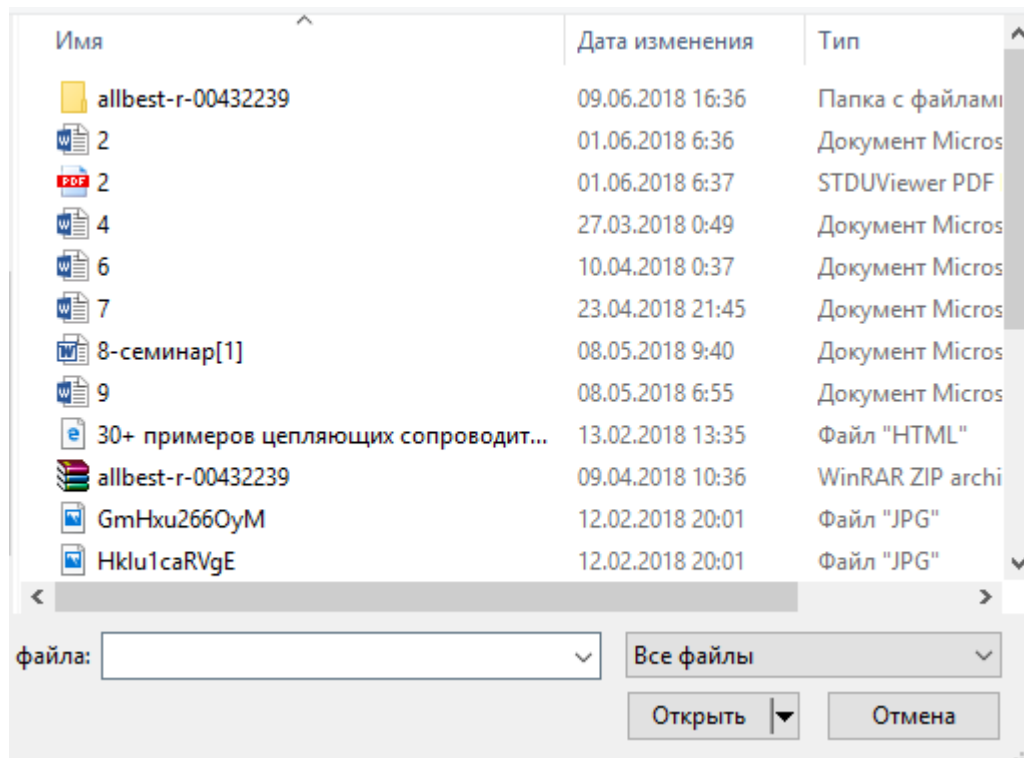 Имя Дата изменения Тип
allbest-r-00432239 09.06.2018 16:36 Папка с файлами
2 01.06.2018 6:36 Документ Micros
PDF 2 01.06.2018 6:37 STDUViewer PDF
4 27.03.2018 0:49 Документ Micros
6 10.04.2018 0:37 Документ Micros
7 23.04.2018 21:45 Документ Micros
8-семинар[1] 08.05.2018 9:40 Документ Micros
9 08.05.2018 6:55 Документ Micros
30+ примеров цепляющих сопроводит... 13.02.2018 13:35 Файл "HTML"
allbest-r-00432239 09.04.2018 10:36 WinRAR ZIP archi
GmHxu266OyM 12.02.2018 20:01 Файл "JPG"
HkIu1caRVgE 12.02.2018 20:01 Файл "JPG"
файла: Все файлы
Открыть Отмена